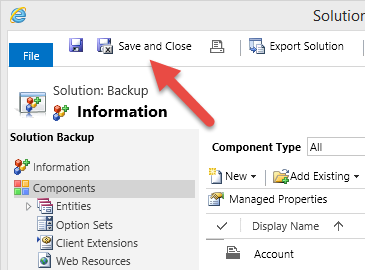 Solution
File
Save and Close
Export Solution
Solution: Backup
Information
Solution Backup
Information
Components
Entities
Option Sets
Client Extensions
Web Resources
Component Type All
New Add Existing
Managed Properties
Display Name
Account